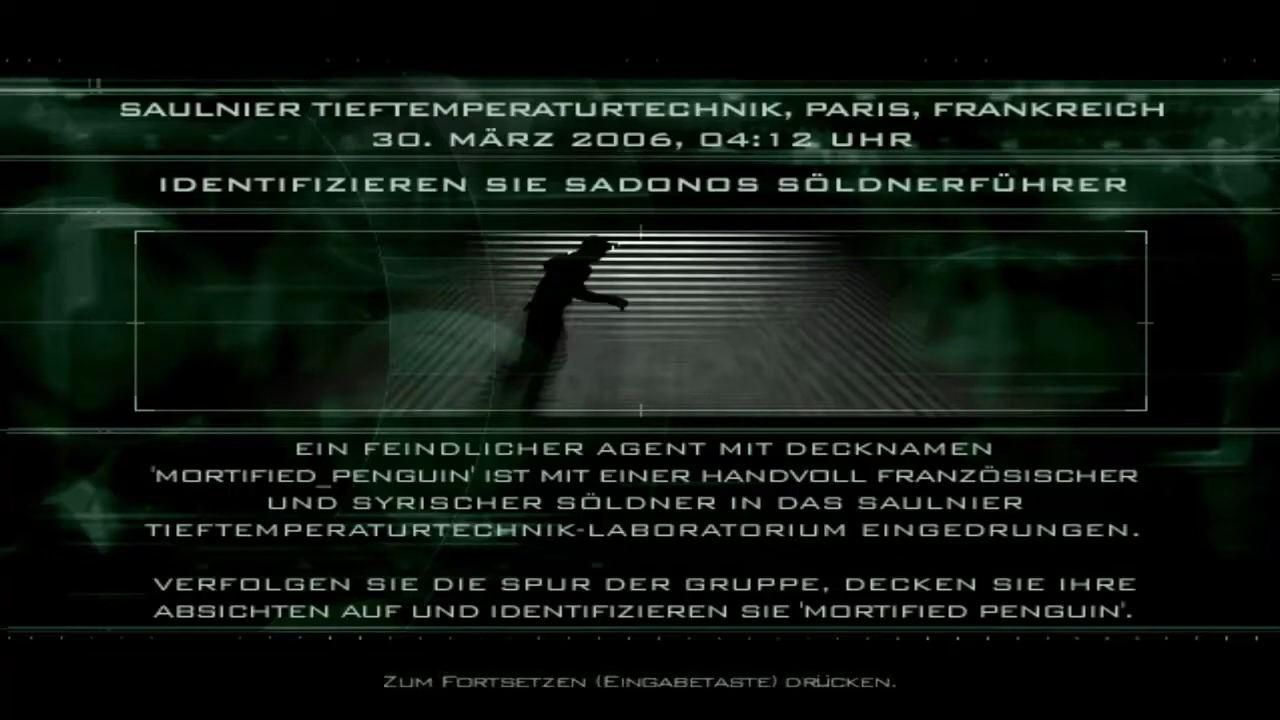 SAULNIER TIEFTEMPERATURTECHNIK, PARIS, FRANKREICH
30. MÄRZ 2006, 04:12 UHR
IDENTIFIZIEREN SIE SADONOS SÖLDNERFÜHRER
EIN FEINDLICHER AGENT MIT DECKNAMEN
'MORTIFIED_PENGUIN' IST MIT EINER HANDVOLL FRANZÖSISCHER
UND SYRISCHER SÖLDNER IN DAS SAULNIER
TIEFTEMPERATURTECHNIK-LABORATORIUM EINGEDRUNGEN.
VERFOLGEN SIE DIE SPUR DER GRUPPE, DECKEN SIE IHRE
ABSICHTEN AUF UND IDENTIFIZIEREN SIE 'MORTIFIED PENGUIN'.
ZUM FORTSETZEN (EINGABETASTE) DRÜCKEN.